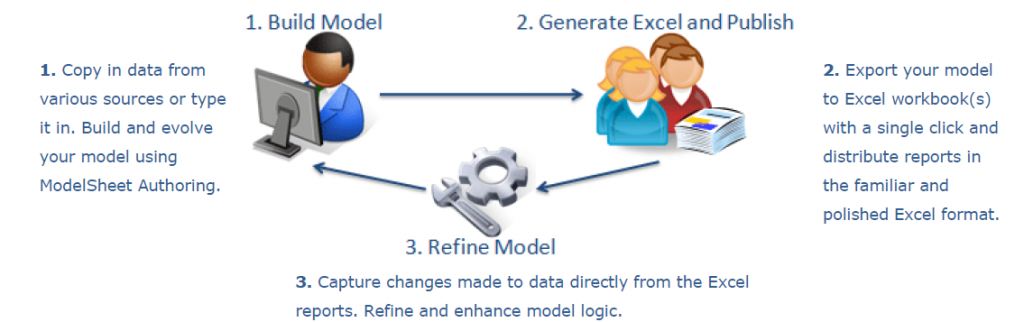 1. Build Model
2. Generate Excel and Publish
1. Copy in data from
various sources or type
it in. Build and evolve
your model using
ModelSheet Authoring.
2. Export your model
to Excel workbook(s)
with a single click and
distribute reports in
the familiar and
polished Excel format.
3. Refine Model
3. Capture changes made to data directly from the Excel
reports. Refine and enhance model logic.